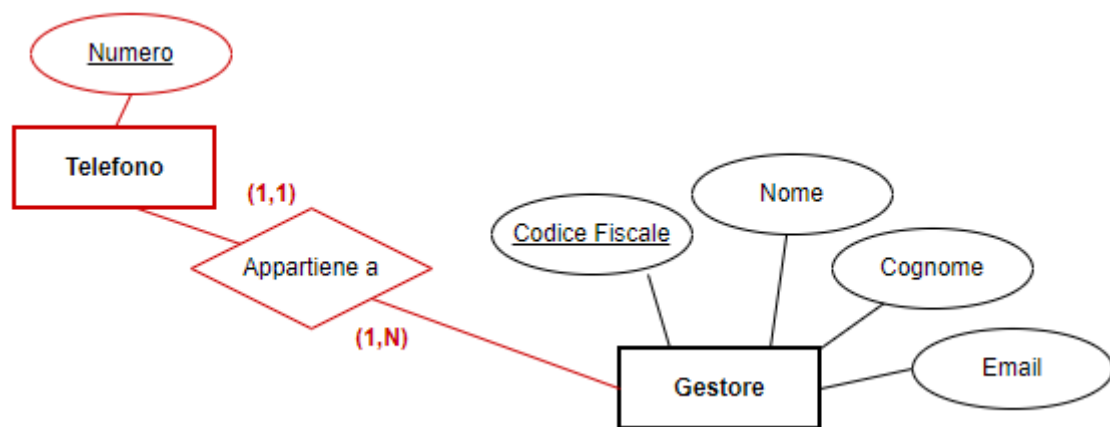 Numero
Telefono
(1,1)
Appartiene a
(1,N)
Codice Fiscale
Nome
Cognome
Email
Gestore